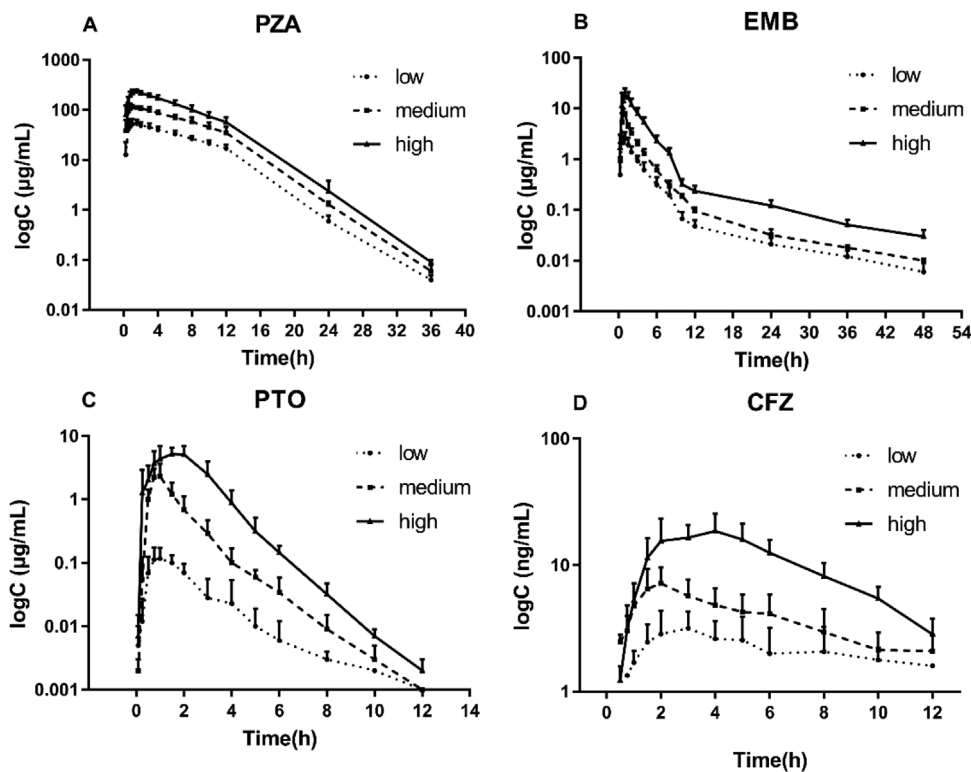 A
PZA
1000
100
10
1
0.1
0.01
logC (µg/mL)
low
medium
high
0 4 8 12 16 20 24 28 32 36 40
Time(h)
B
EMB
100
10
1
0.1
0.01
0.001
logC (µg/mL)
low
medium
high
0 6 12 18 24 30 36 42 48 54
Time(h)
C
PTO
10
1
0.1
0.01
0.001
logC (µg/mL)
low
medium
high
0 2 4 6 8 10 12 14
Time(h)
D
CFZ
100
10
1
logC (ng/mL)
low
medium
high
0 2 4 6 8 10 12
Time(h)